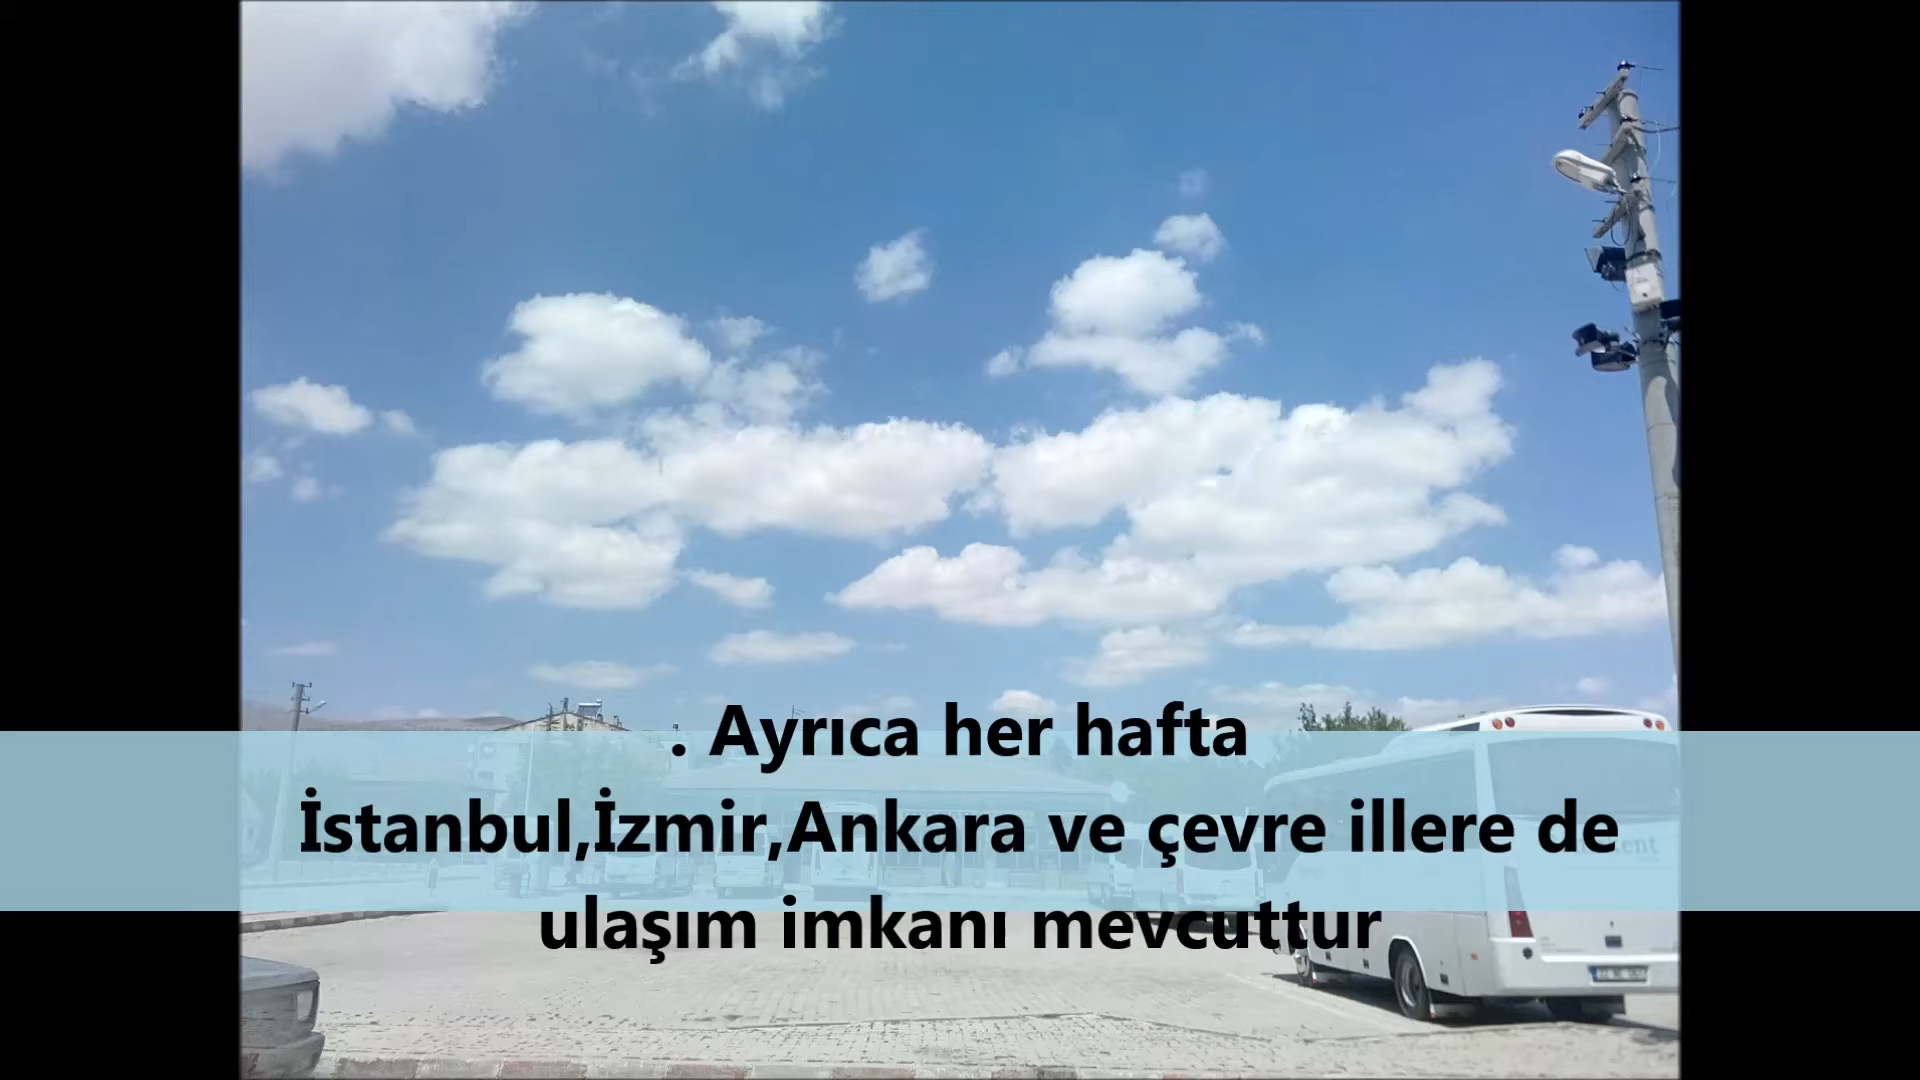 . Ayrıca her hafta
İstanbul,İzmir,Ankara ve çevre illere de
ulaşım imkanı mevcuttur